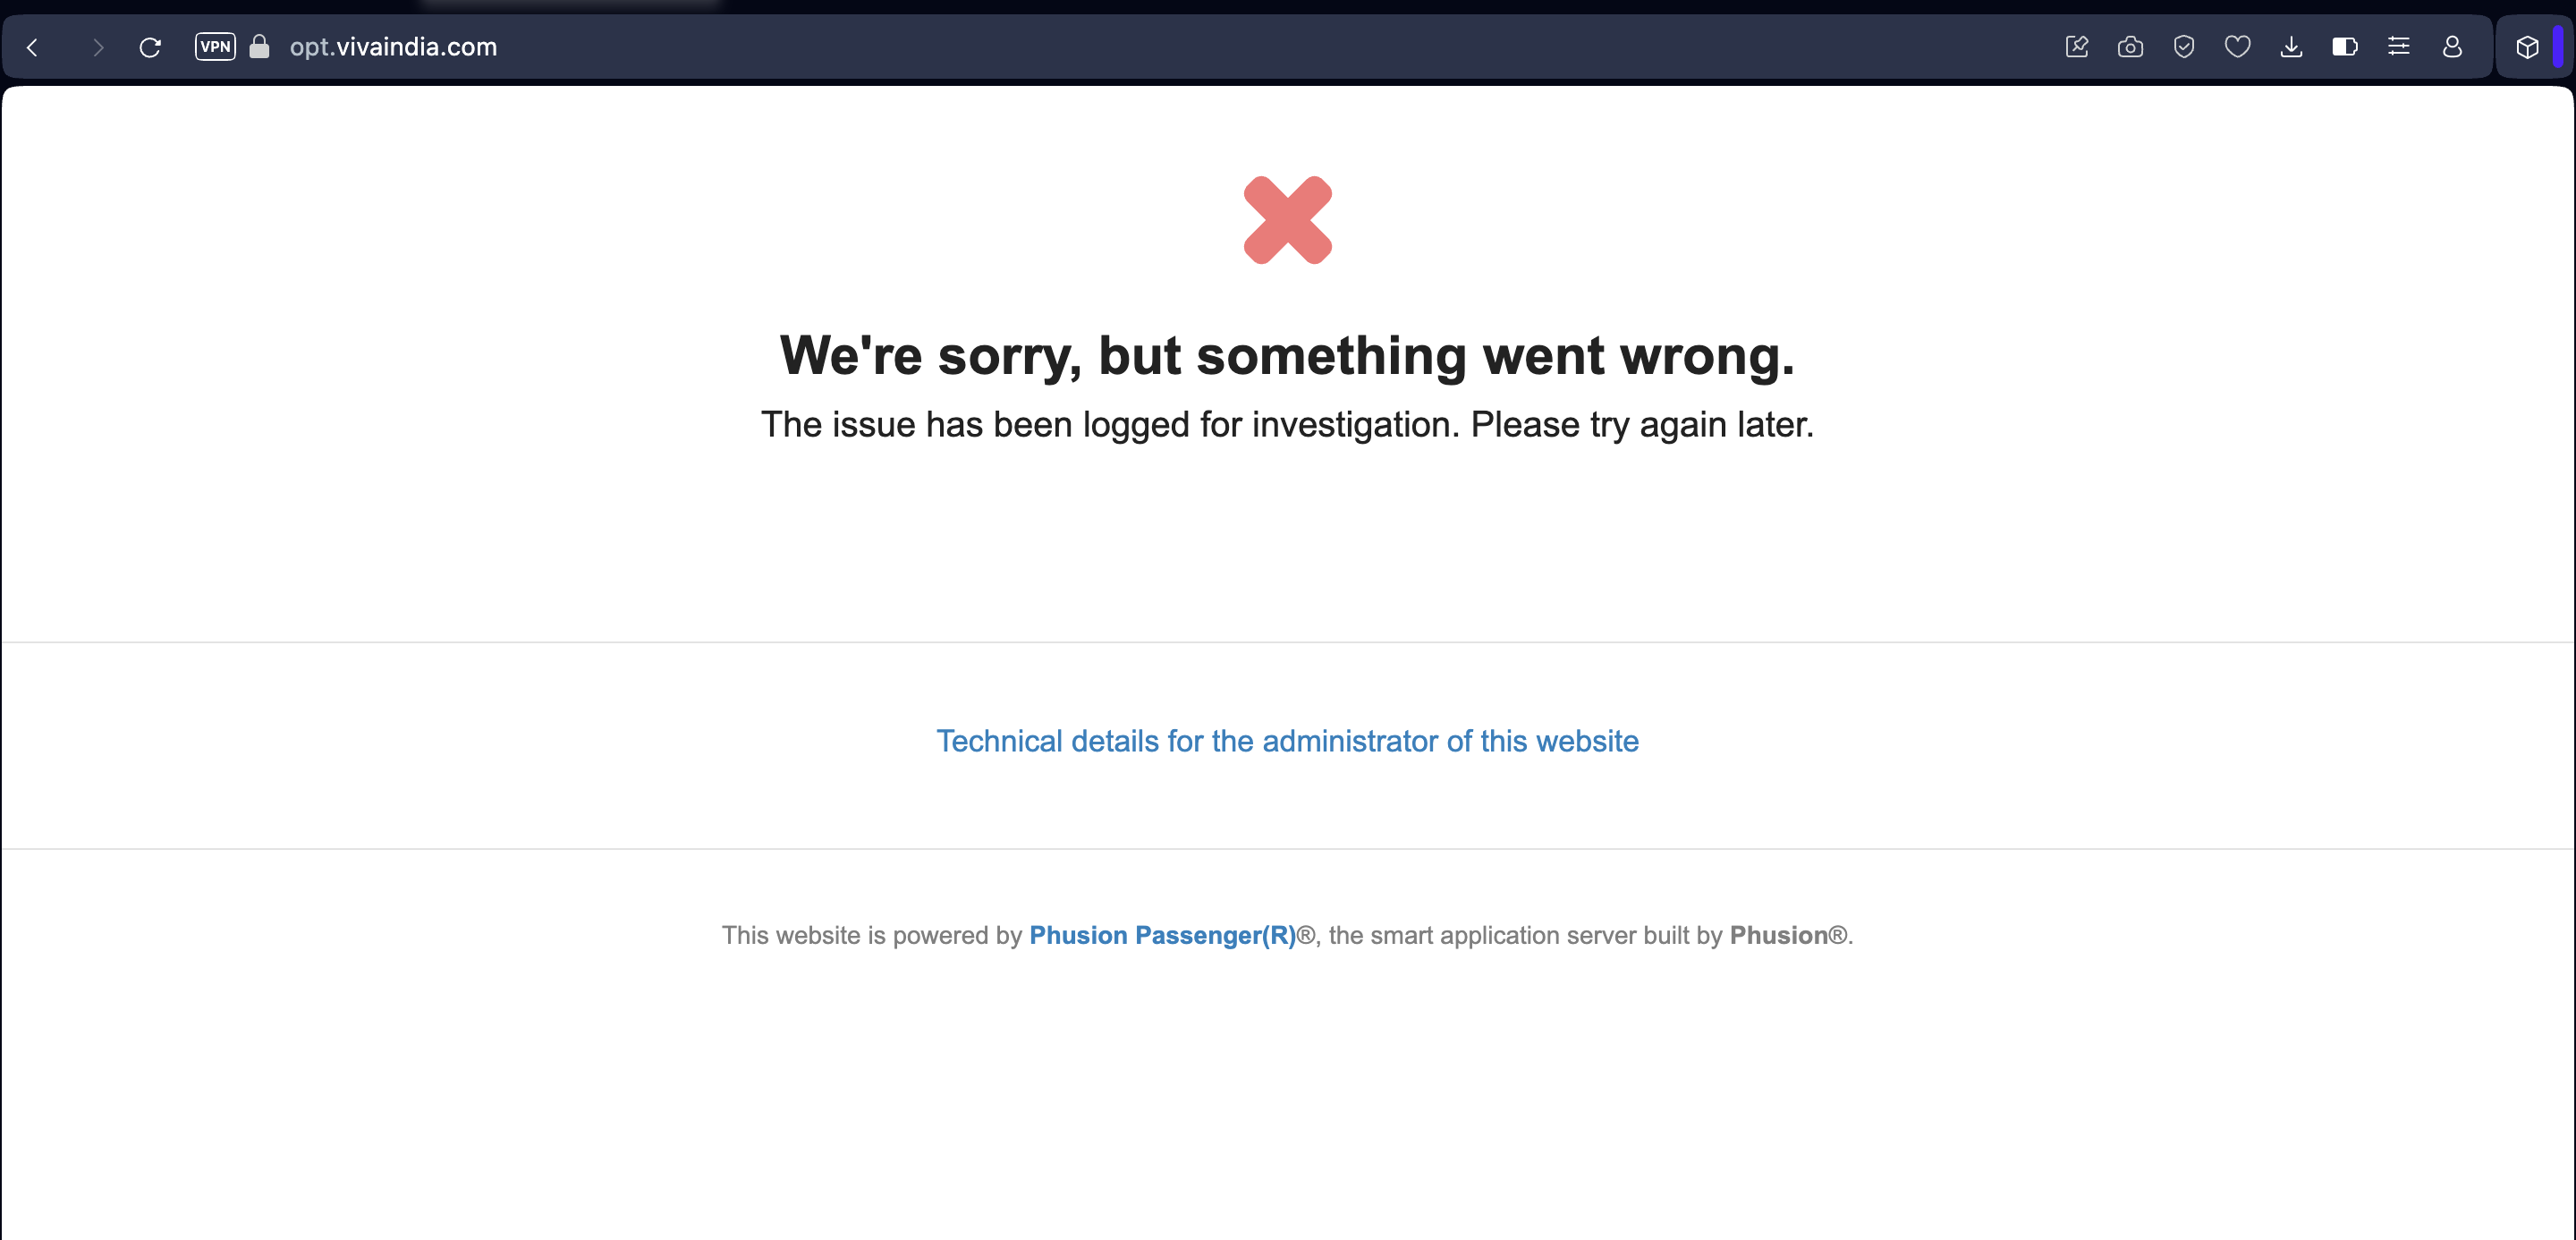 VPN opt.vivaindia.com
We're sorry, but something went wrong.
The issue has been logged for investigation. Please try again later.
Technical details for the administrator of this website
This website is powered by Phusion Passenger(R)®, the smart application server built by Phusion®.